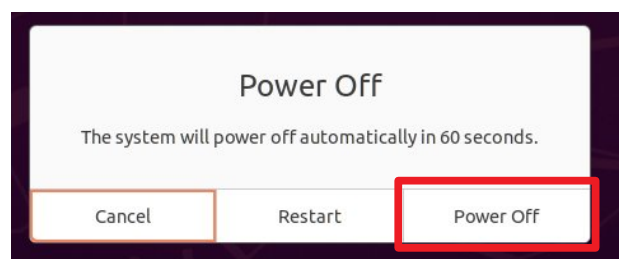 Power Off
The system will power off automatically in 60 seconds.
Cancel Restart Power Off